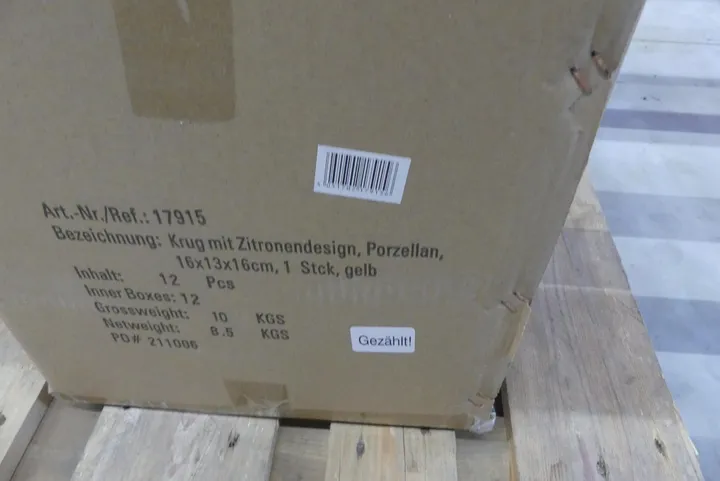 Art.-Nr./Ref.: 17915
Bezeichnung: Krug mit Zitronendesign, Porzellan,
16x13x16cm, 1 Stck, gelb
Inhalt: 12 Pcs
Inner Boxes: 12
Grossweight: 10 KGS
Netweight: 8.5 KGS
PO# 211006
Gezählt!